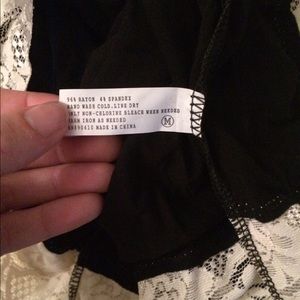 96% RAYON 4% SPANDEX
HAND WASH COLD.LINE DRY
ONLY NON-CHLORINE BLEACH WHEN NEEDED
WARM IRON AS NEEDED
MADE IN CHINA
M